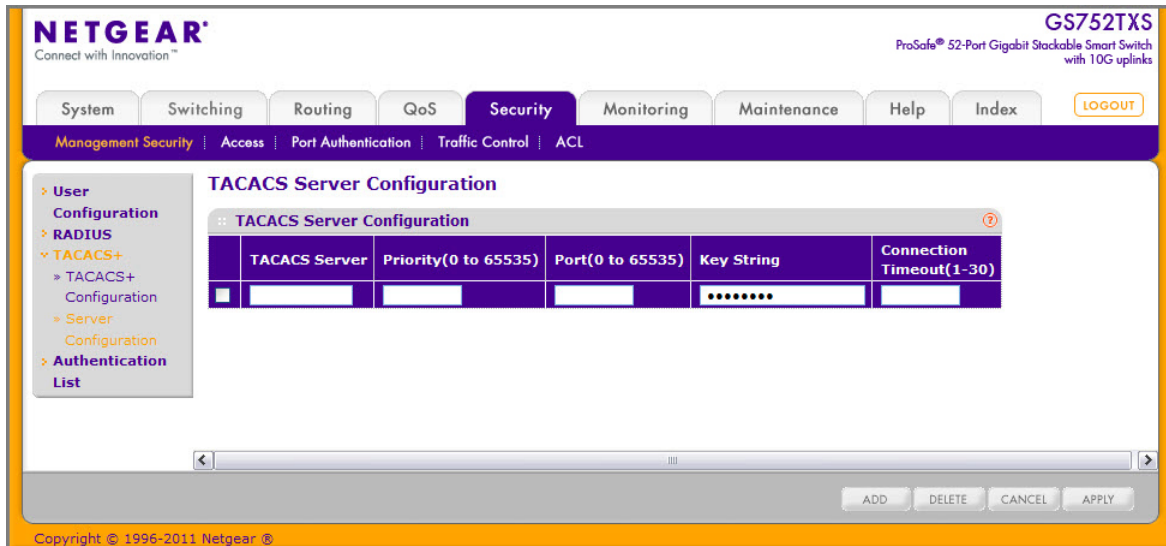 NETGEAR®
Connect with Innovation™
GS752TXS
ProSafe® 52-Port Gigabit Stackable Smart Switch
with 10G uplinks
System Switching Routing QoS Security Monitoring Maintenance Help Index LOGOUT
Management Security Access Port Authentication Traffic Control ACL
User
Configuration
RADIUS
TACACS+
» TACACS+
Configuration
» Server
Configuration
Authentication
List
TACACS Server Configuration
TACACS Server Configuration ?
TACACS Server Priority(0 to 65535) Port(0 to 65535) Key String Connection
Timeout(1-30)
••••••••
ADD DELETE CANCEL APPLY
Copyright © 1996-2011 Netgear ®